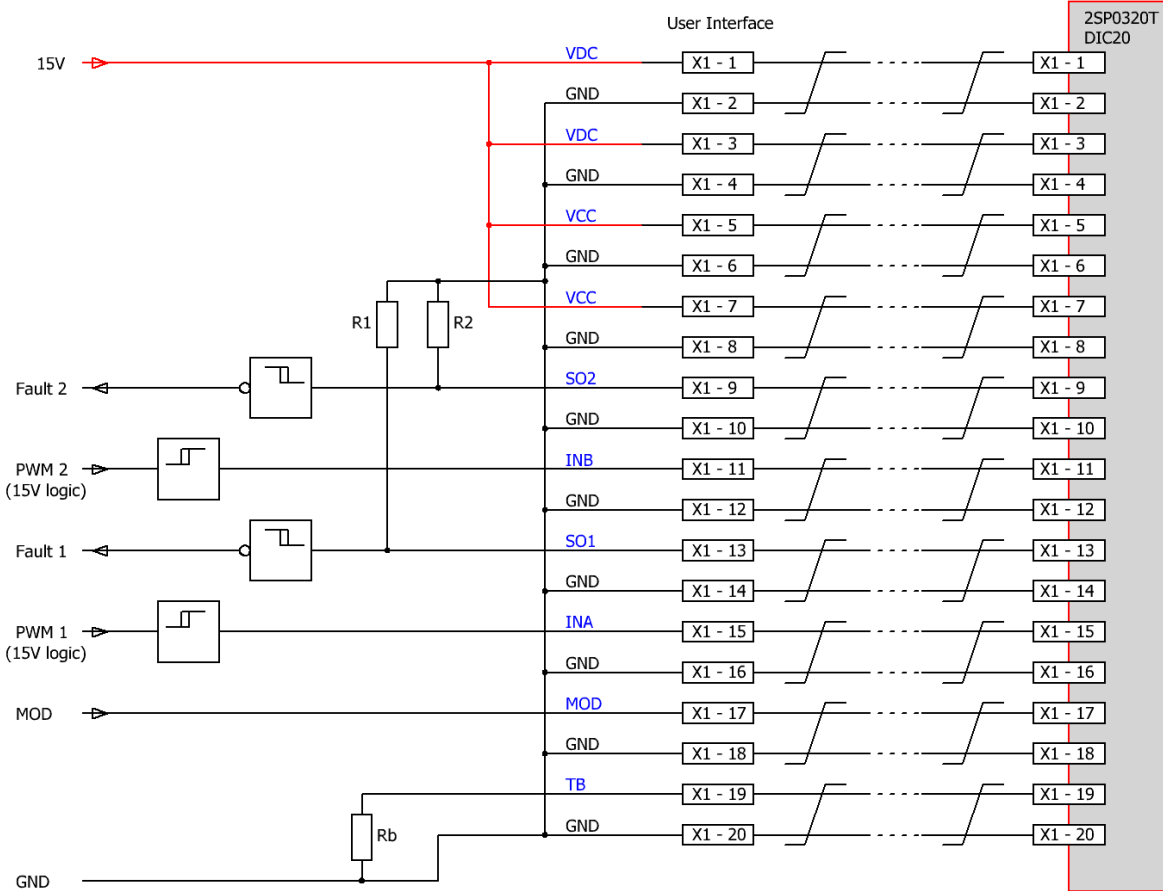 User Interface
2SP0320T
DIC20
15V
VDC
X1 - 1
X1 - 1
GND
X1 - 2
X1 - 2
VDC
X1 - 3
X1 - 3
GND
X1 - 4
X1 - 4
VCC
X1 - 5
X1 - 5
GND
X1 - 6
X1 - 6
VCC
X1 - 7
X1 - 7
R1
R2
GND
X1 - 8
X1 - 8
Fault 2
SO2
X1 - 9
X1 - 9
GND
X1 - 10
X1 - 10
PWM 2
(15V logic)
INB
X1 - 11
X1 - 11
GND
X1 - 12
X1 - 12
Fault 1
SO1
X1 - 13
X1 - 13
GND
X1 - 14
X1 - 14
PWM 1
(15V logic)
INA
X1 - 15
X1 - 15
GND
X1 - 16
X1 - 16
MOD
MOD
X1 - 17
X1 - 17
GND
X1 - 18
X1 - 18
TB
X1 - 19
X1 - 19
Rb
GND
X1 - 20
X1 - 20
GND